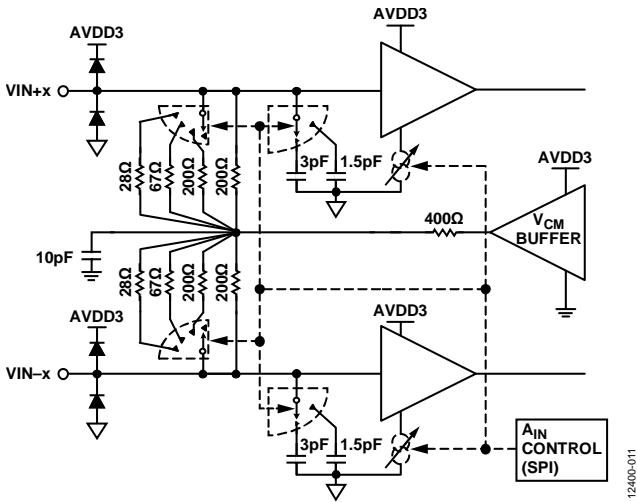 AVDD3
VIN+x
28Ω
67Ω
200Ω
200Ω
3pF
1.5pF
AVDD3
AVDD3
400Ω
VCM
BUFFER
10pF
28Ω
67Ω
200Ω
200Ω
AVDD3
VIN–x
AVDD3
3pF
1.5pF
AIN
CONTROL
(SPI)
12400-011